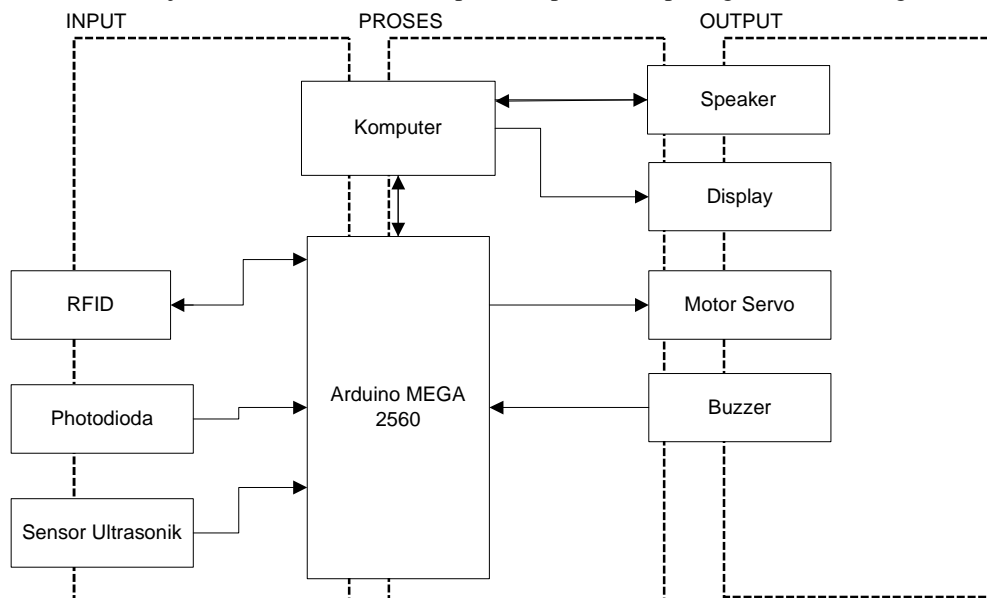 INPUT
PROSES
OUTPUT
Speaker
Komputer
Display
RFID
Motor Servo
Arduino MEGA
2560
Photodioda
Buzzer
Sensor Ultrasonik